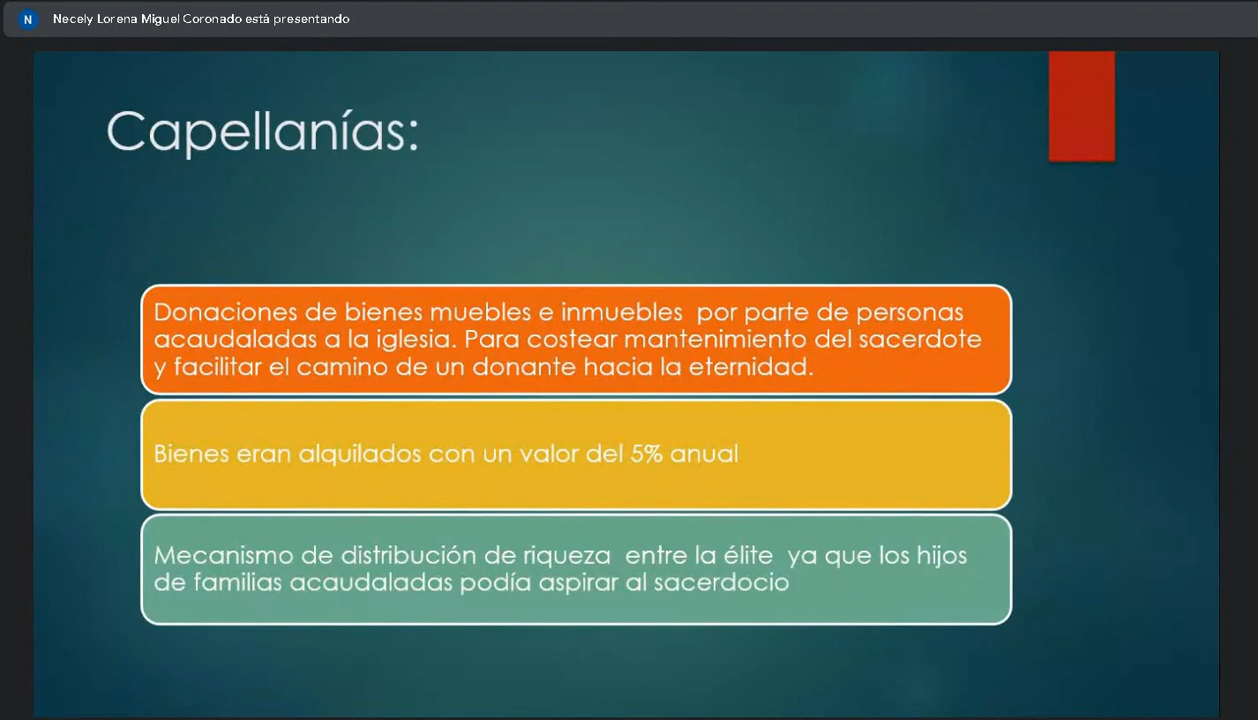 N
Necely Lorena Miguel Coronado está presentando
Capellanías:
Donaciones de bienes muebles e inmuebles por parte de personas
acaudaladas a la iglesia. Para costear mantenimiento del sacerdote
y facilitar el camino de un donante hacia la eternidad.
Bienes eran alquilados con un valor del 5% anual
Mecanismo de distribución de riqueza entre la élite ya que los hijos
de familias acaudaladas podía aspirar al sacerdocio